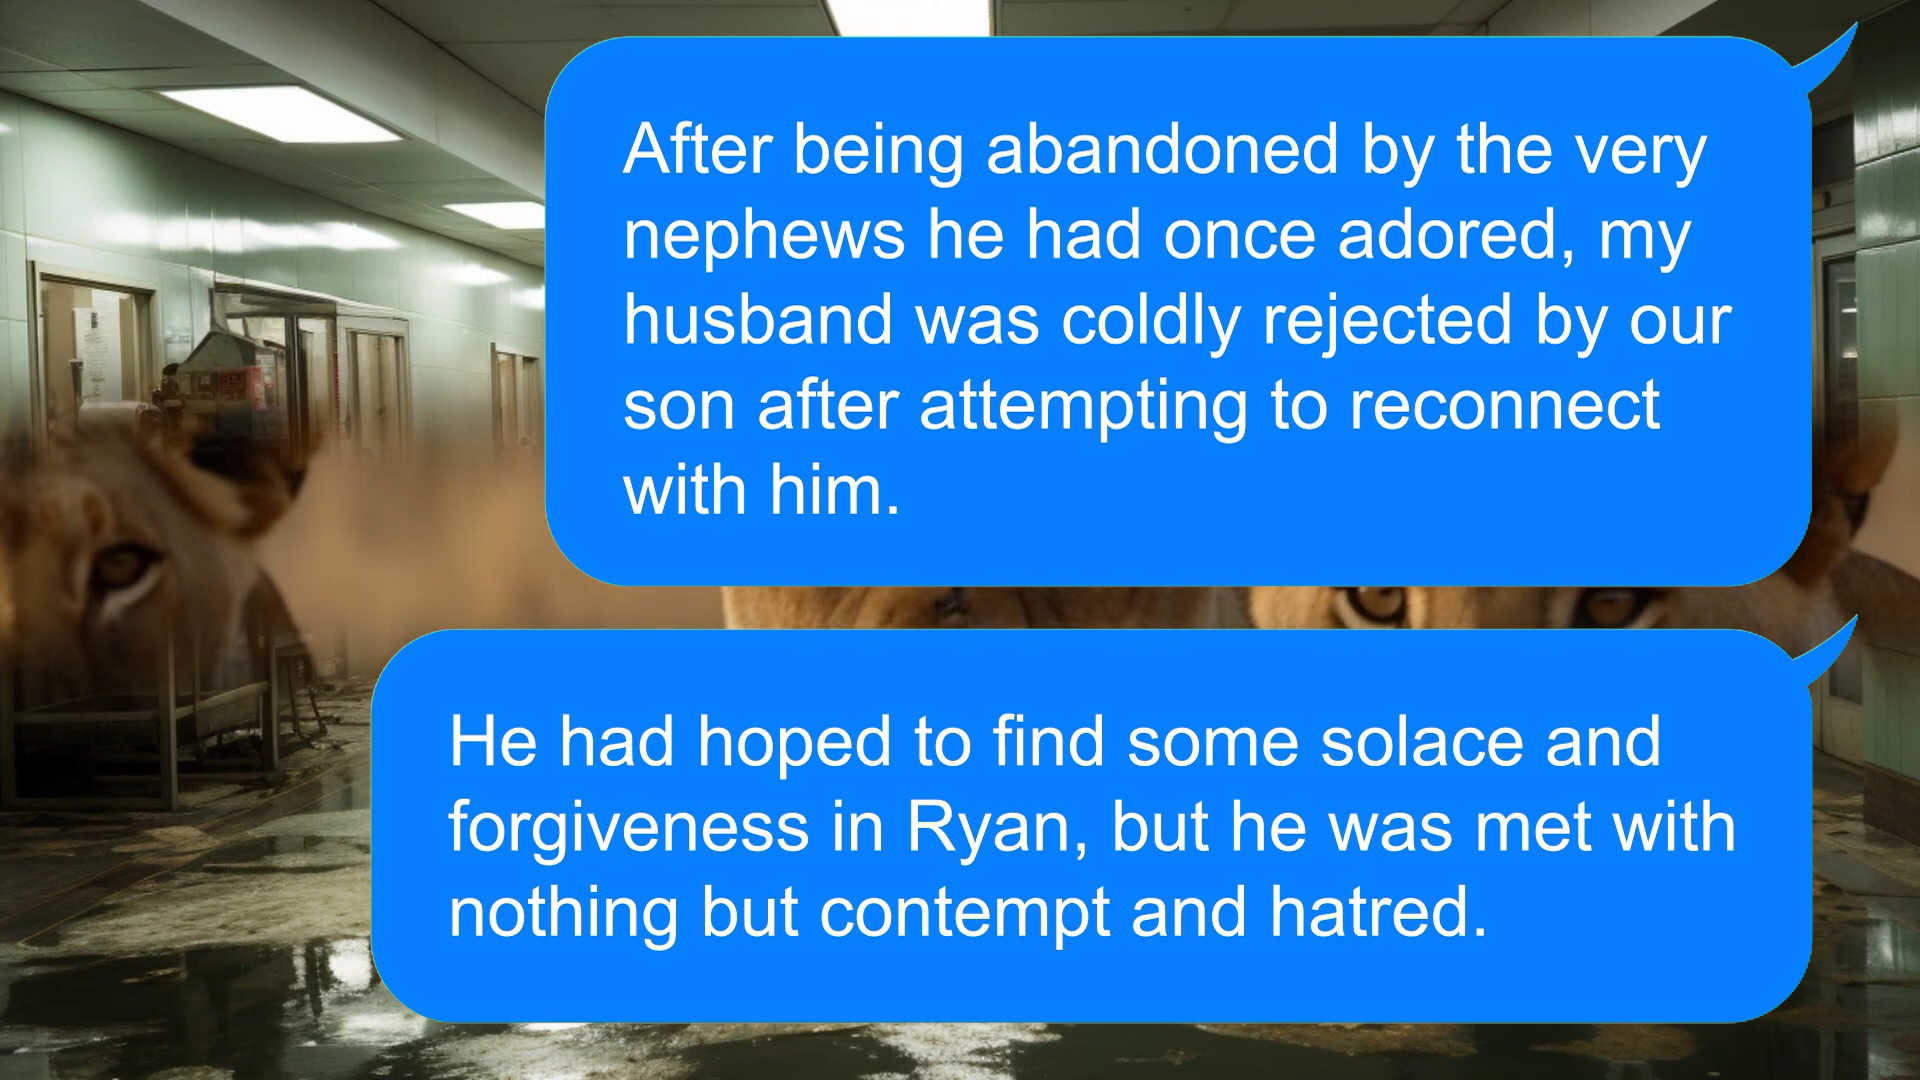 After being abandoned by the very
nephews he had once adored, my
husband was coldly rejected by our
son after attempting to reconnect
with him.
He had hoped to find some solace and
forgiveness in Ryan, but he was met with
nothing but contempt and hatred.